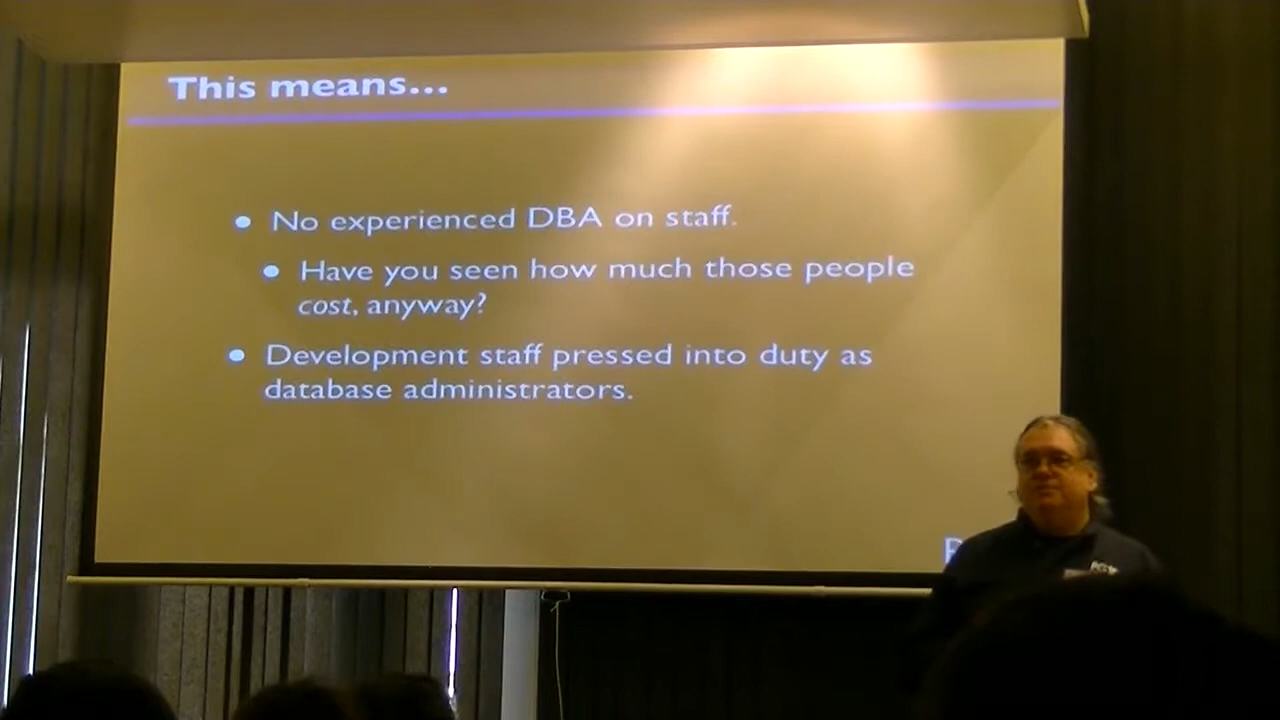 This means...
No experienced DBA on staff.
Have you seen how much those people
cost, anyway?
Development staff pressed into duty as
database administrators.